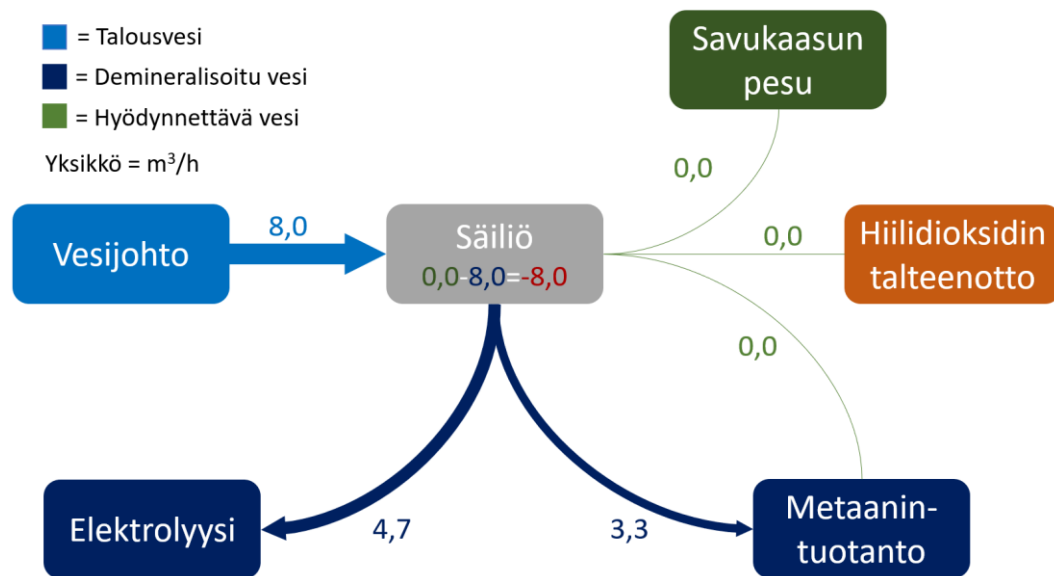 = Talousvesi
= Demineralisoitu vesi
= Hyödynnettävä vesi
Yksikkö = m³/h
Savukaasun
pesu
0,0
Vesijohto
8,0
Säiliö
0,0-8,0=-8,0
0,0
Hiilidioksidin
talteenotto
0,0
Elektrolyysi
4,7
3,3
Metaanin-
tuotanto